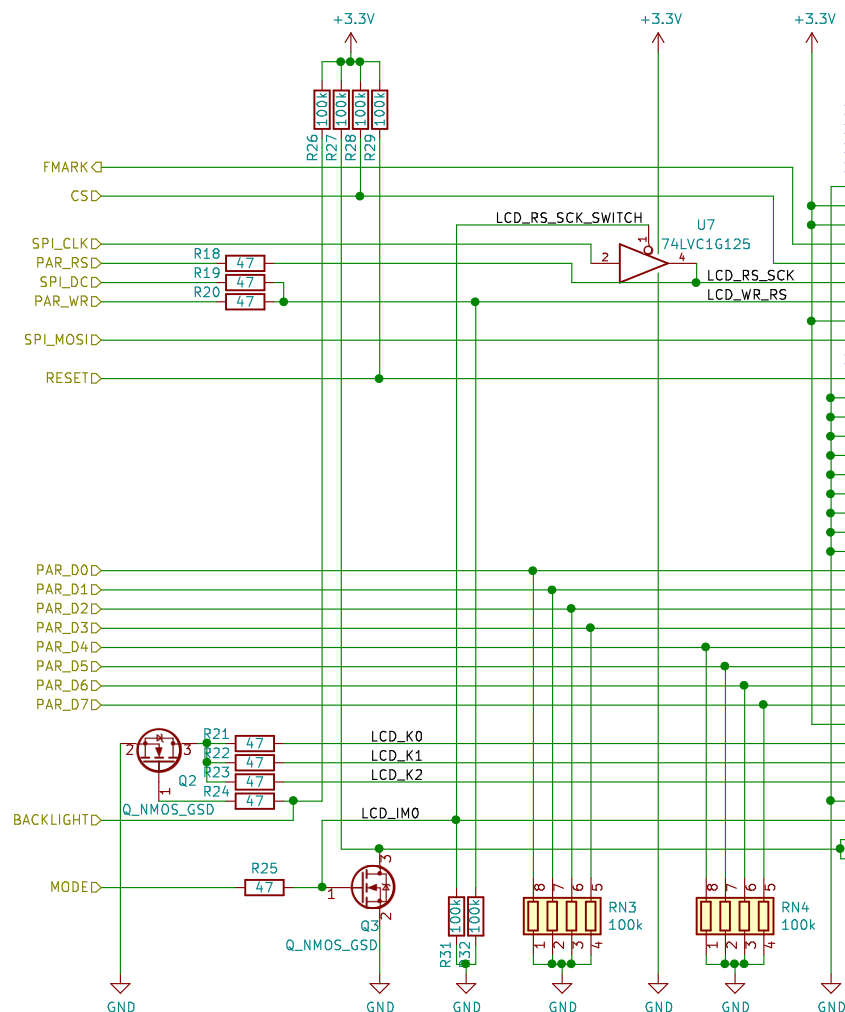 +3.3V
+3.3V
+3.3V
100k
100k
100k
100k
R26
R27
R28
R29
FMARK
CS
LCD_RS_SCK_SWITCH
U7
1
74LVC1G125
SPI_CLK
R18
PAR_RS
47
2
4
R19
SPI_DC
47
LCD_RS_SCK
R20
PAR_WR
47
LCD_WR_RS
SPI_MOSI
RESET
PAR_D0
PAR_D1
PAR_D2
PAR_D3
PAR_D4
PAR_D5
PAR_D6
PAR_D7
R21
47
LCD_K0
2
3
R22
47
LCD_K1
R23
47
LCD_K2
Q2
1
R24
47
Q_NMOS_GSD
BACKLIGHT
LCD_IM0
3
R25
MODE
47
1
Q3
2
Q_NMOS_GSD
100k
100k
R31
R32
8
7
6
5
RN3
100k
1
2
3
4
8
7
6
5
RN4
100k
1
2
3
4
GND
GND
GND
GND
GND
GND
GND